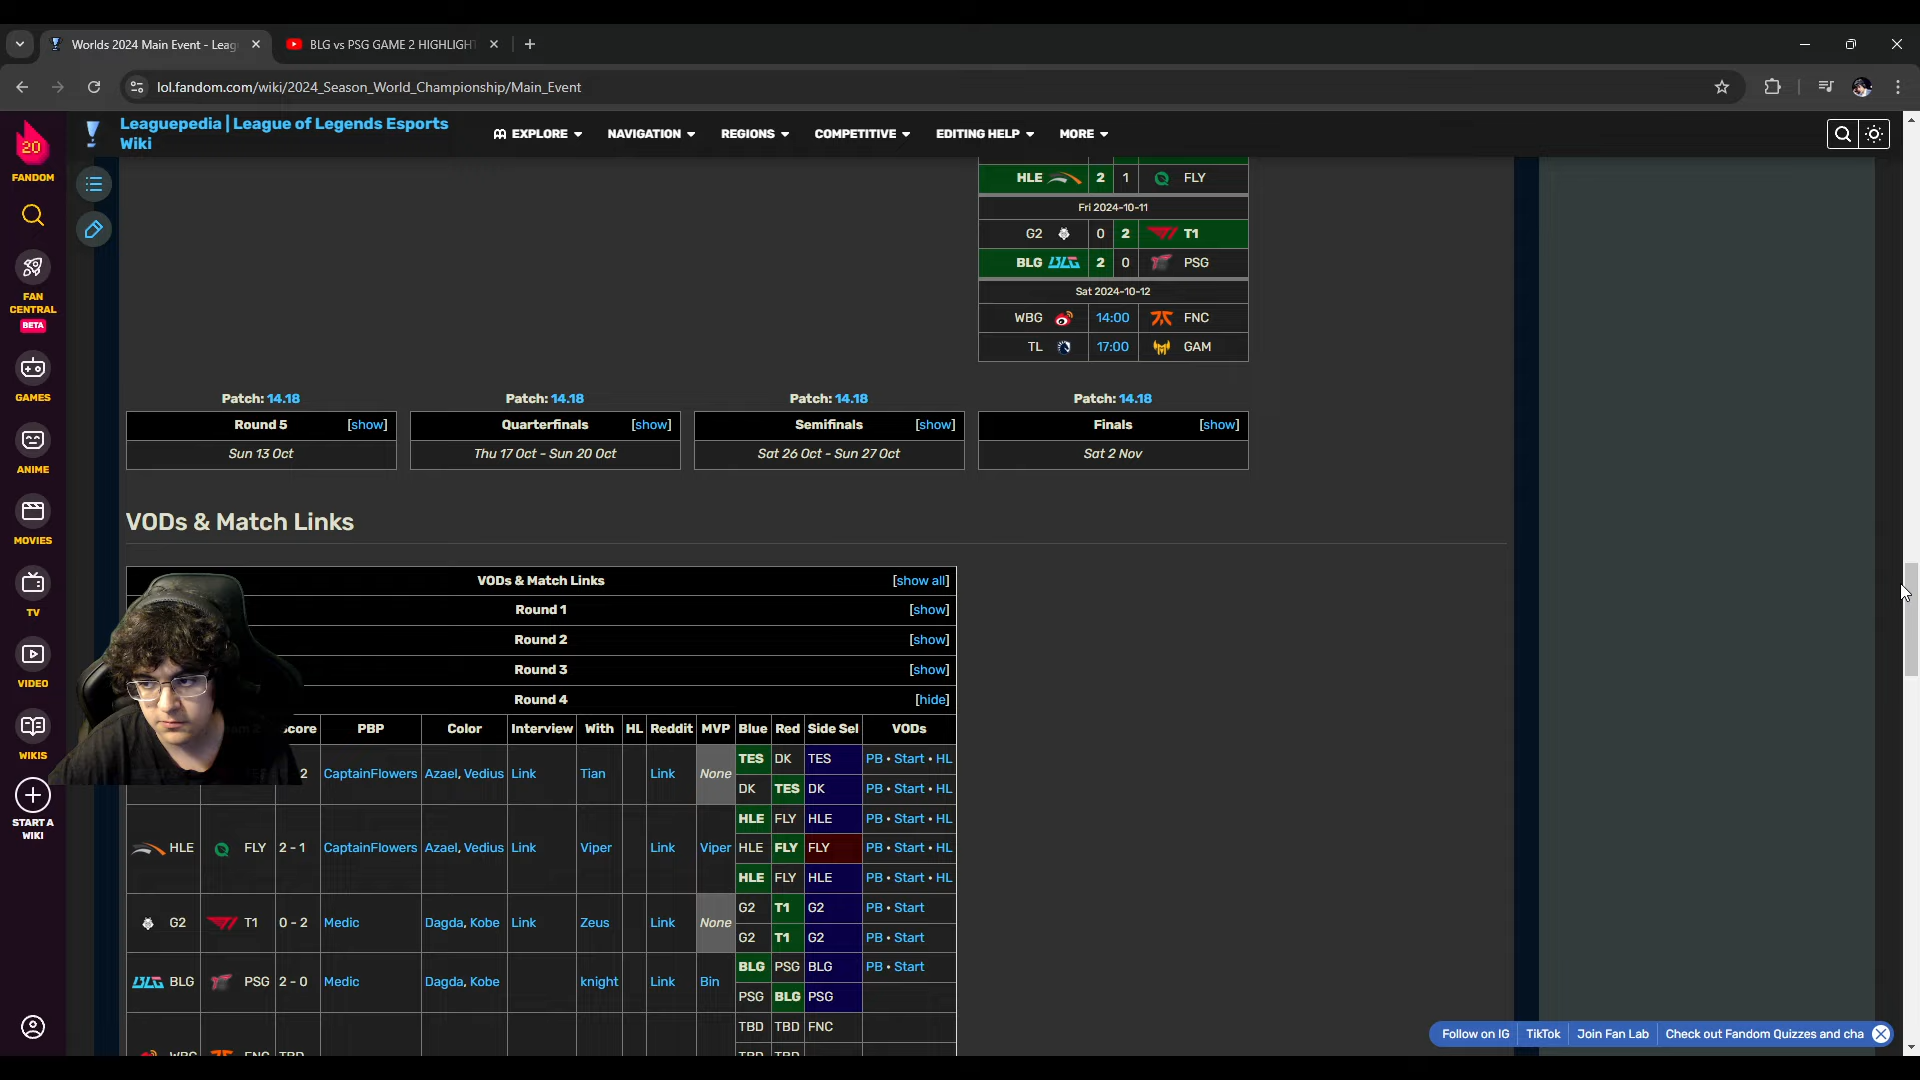 Worlds 2024 Main Event - Leag
BLG vs PSG GAME 2 HIGHLIGH
lol.fandom.com/wiki/2024_Season_World_Championship/Main_Event
20
FANDOM
FAN
CENTRAL
BETA
GAMES
ANIME
MOVIES
TV
VIDEO
WIKIS
START A
WIKI
Leaguepedia | League of Legends Esports
Wiki
EXPLORE NAVIGATION REGIONS COMPETITIVE EDITING HELP MORE
HLE 2 1 FLY
Fri 2024-10-11
G2 0 2 T1
BLG BLG 2 0 PSG
Sat 2024-10-12
WBG 14:00 FNC
TL 17:00 GAM
Patch: 14.18 Patch: 14.18 Patch: 14.18 Patch: 14.18
Round 5 [show] Quarterfinals [show] Semifinals [show] Finals [show]
Sun 13 Oct Thu 17 Oct - Sun 20 Oct Sat 26 Oct - Sun 27 Oct Sat 2 Nov
VODs & Match Links
VODs & Match Links [show all]
Round 1 [show]
Round 2 [show]
Round 3 [show]
Round 4 [hide]
core PBP Color Interview With HL Reddit MVP Blue Red Side Sel VODs
TES DK TES PB • Start • HL
2 CaptainFlowers Azael, Vedius Link Tian Link None
DK TES DK PB • Start • HL
HLE FLY HLE PB • Start • HL
HLE FLY 2 - 1 CaptainFlowers Azael, Vedius Link Viper Link Viper HLE FLY FLY PB • Start • HL
HLE FLY HLE PB • Start • HL
G2 T1 G2 PB • Start
G2 T1 0 - 2 Medic Dagda, Kobe Link Zeus Link None
G2 T1 G2 PB • Start
BLG PSG BLG PB • Start
BLG BLG PSG 2 - 0 Medic Dagda, Kobe knight Link Bin
PSG BLG PSG
TBD TBD FNC
WBG FNC TBD
TBD TBD
Follow on IG TikTok Join Fan Lab Check out Fandom Quizzes and cha